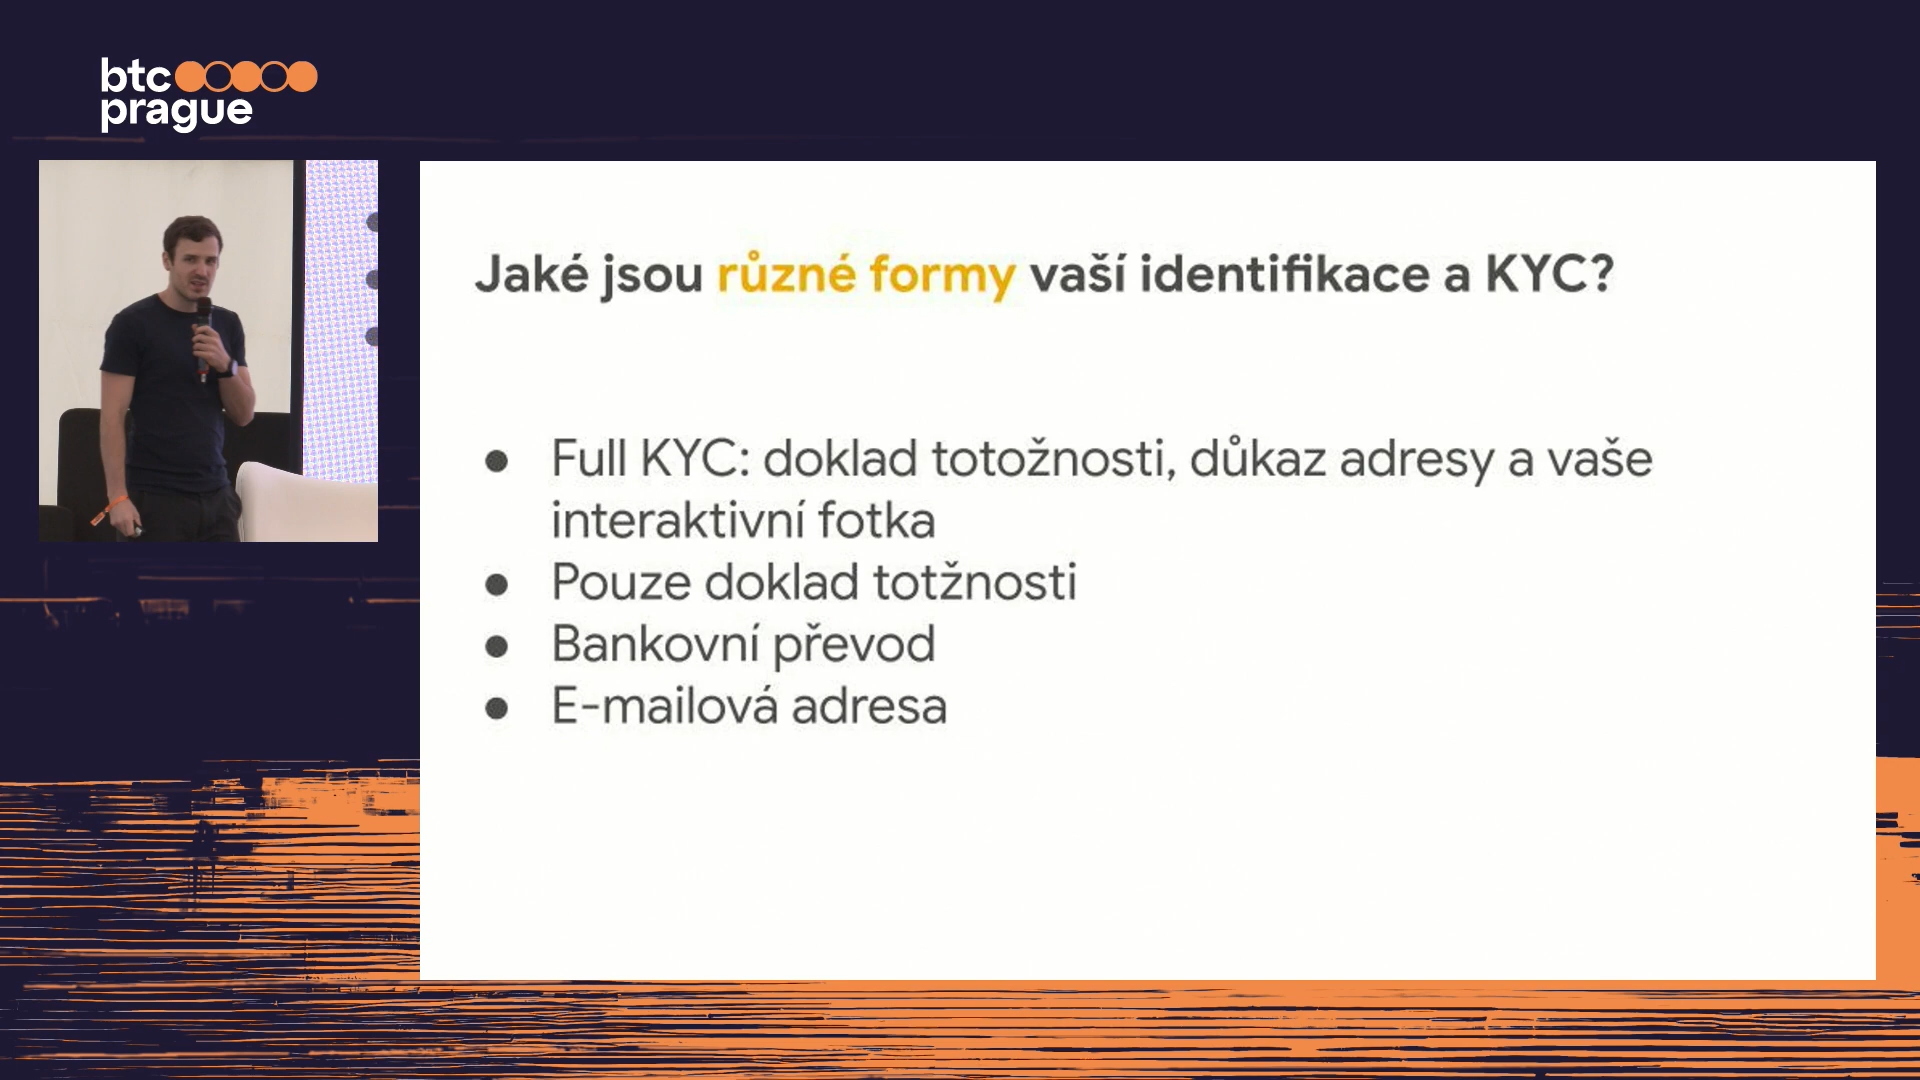 btc
prague
Jaké jsou různé formy vaší identifikace a KYC?
● Full KYC: doklad totožnosti, důkaz adresy a vaše
interaktivní fotka
● Pouze doklad totžnosti
● Bankovní převod
● E-mailová adresa